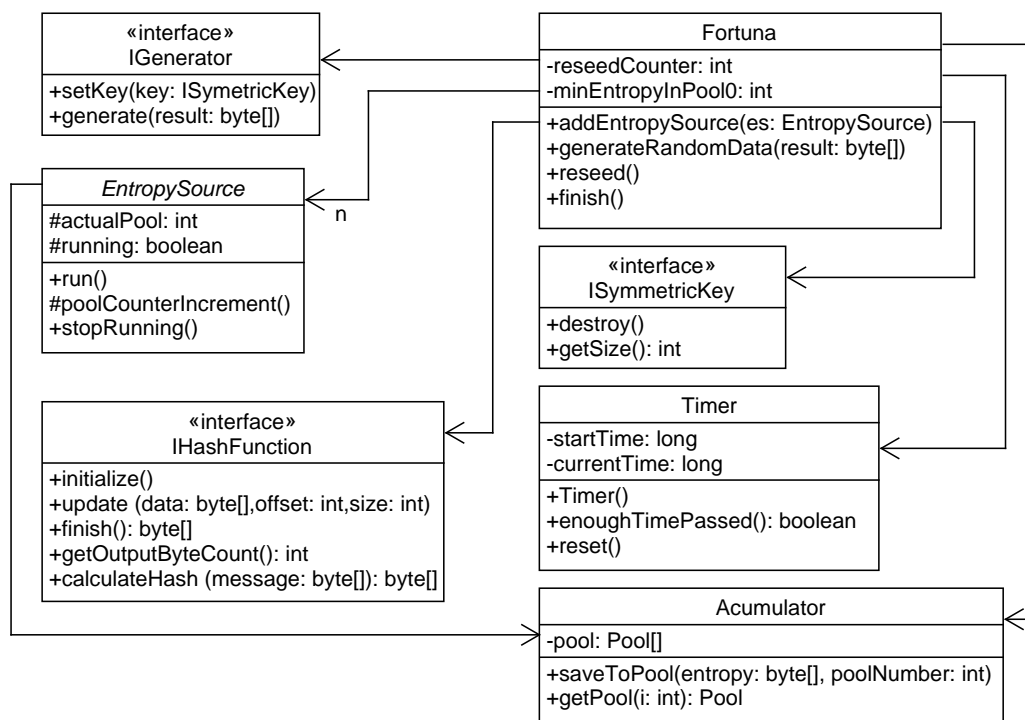 «interface»
IGenerator
+setKey(key: ISymetricKey)
+generate(result: byte[])
Fortuna
-reseedCounter: int
-minEntropyInPool0: int
+addEntropySource(es: EntropySource)
+generateRandomData(result: byte[])
+reseed()
+finish()
EntropySource
#actualPool: int
#running: boolean
+run()
#poolCounterIncrement()
+stopRunning()
n
«interface»
ISymmetricKey
+destroy()
+getSize(): int
«interface»
IHashFunction
+initialize()
+update (data: byte[],offset: int,size: int)
+finish(): byte[]
+getOutputByteCount(): int
+calculateHash (message: byte[]): byte[]
Timer
-startTime: long
-currentTime: long
+Timer()
+enoughTimePassed(): boolean
+reset()
Acumulator
-pool: Pool[]
+saveToPool(entropy: byte[], poolNumber: int)
+getPool(i: int): Pool